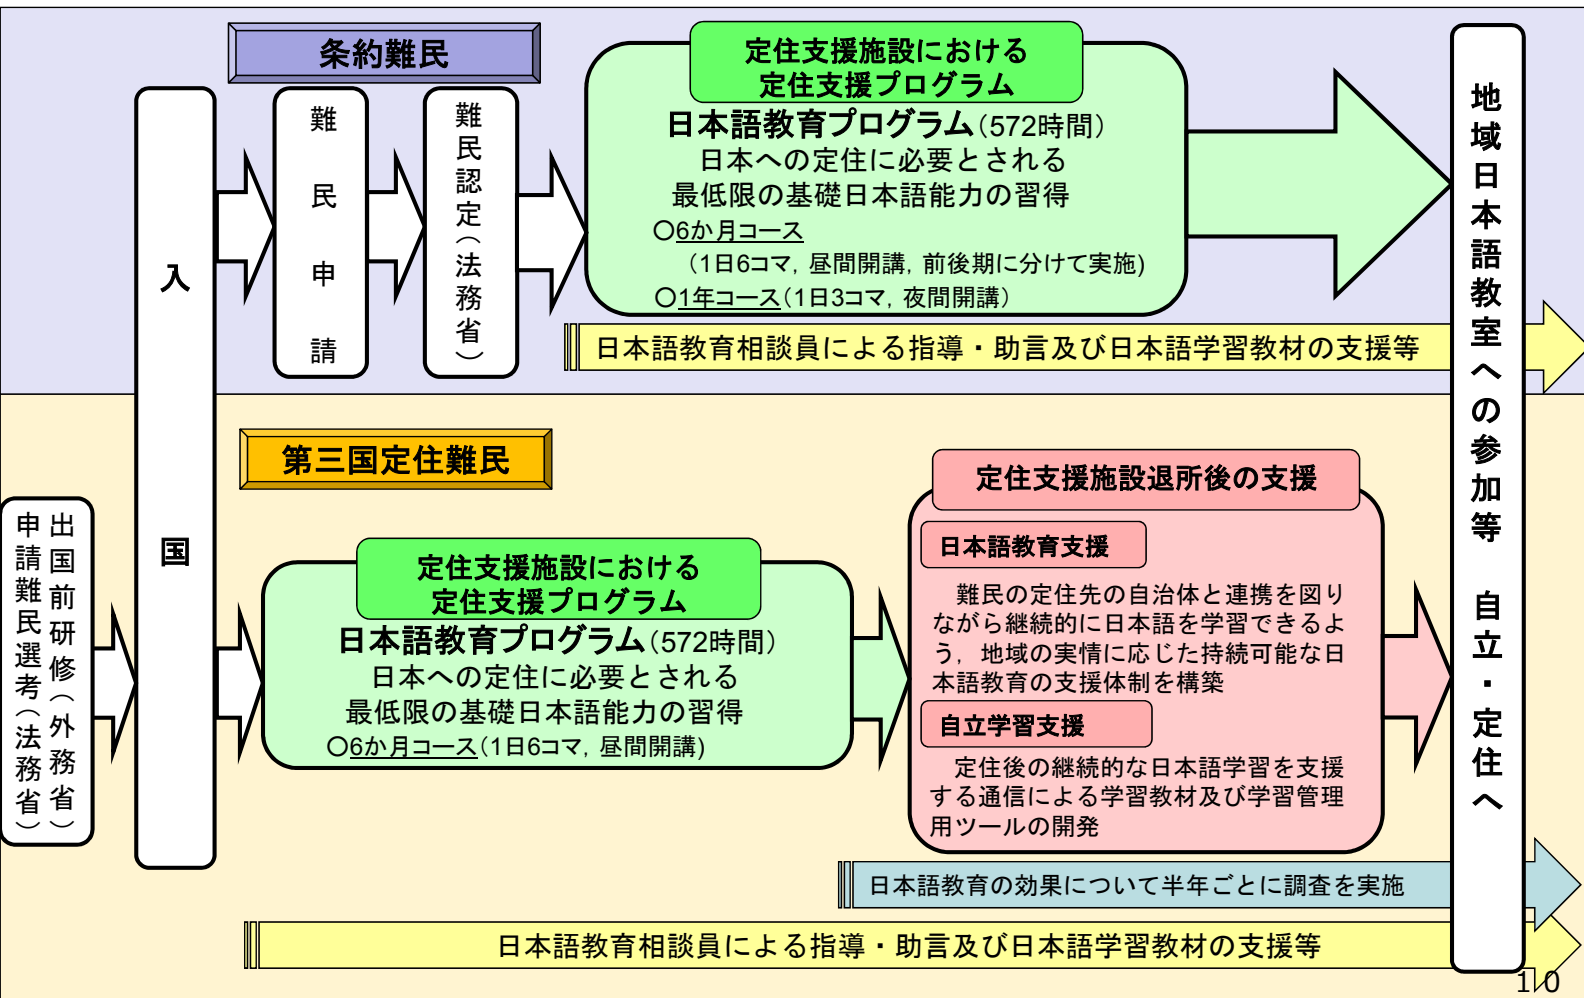 条約難民
入国
難民申請
難民認定（法務省）
定住支援施設における
定住支援プログラム
日本語教育プログラム（572時間）
日本への定住に必要とされる
最低限の基礎日本語能力の習得
〇6か月コース
（1日6コマ，昼間開講，前後期に分けて実施)
〇1年コース（1日3コマ，夜間開講）
日本語教育相談員による指導・助言及び日本語学習教材の支援等
地域日本語教室への参加等　自立・定住へ
第三国定住難民
出国前研修（外務省）
申請難民選考（法務省）
定住支援施設における
定住支援プログラム
日本語教育プログラム（572時間）
日本への定住に必要とされる
最低限の基礎日本語能力の習得
〇6か月コース（1日6コマ，昼間開講)
定住支援施設退所後の支援
日本語教育支援
難民の定住先の自治体と連携を図り
ながら継続的に日本語を学習できるよ
う，地域の実情に応じた持続可能な日
本語教育の支援体制を構築
自立学習支援
定住後の継続的な日本語学習を支援
する通信による学習教材及び学習管理
用ツールの開発
日本語教育の効果について半年ごとに調査を実施
日本語教育相談員による指導・助言及び日本語学習教材の支援等
10